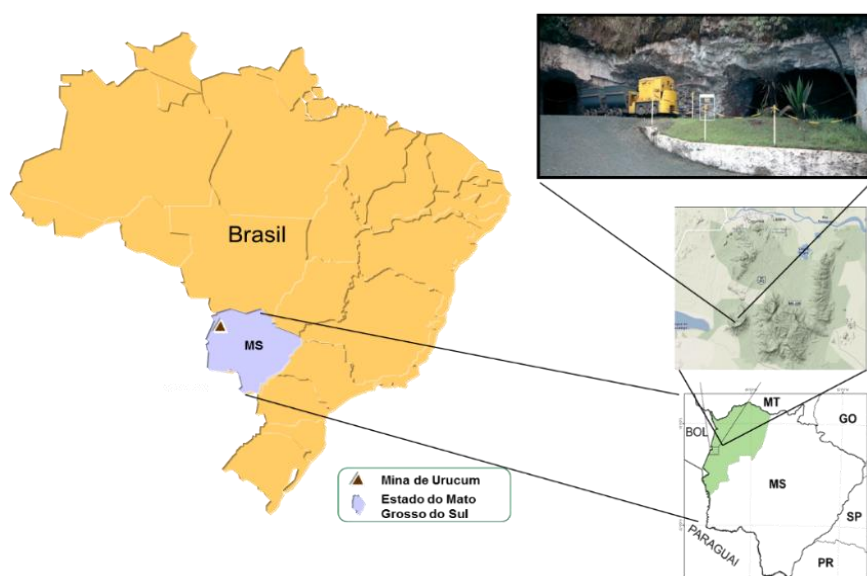 Brasil
MS
Mina de Urucum
Estado do Mato
Grosso do Sul
MT
GO
BOL
MS
SP
PARAGUAI
PR